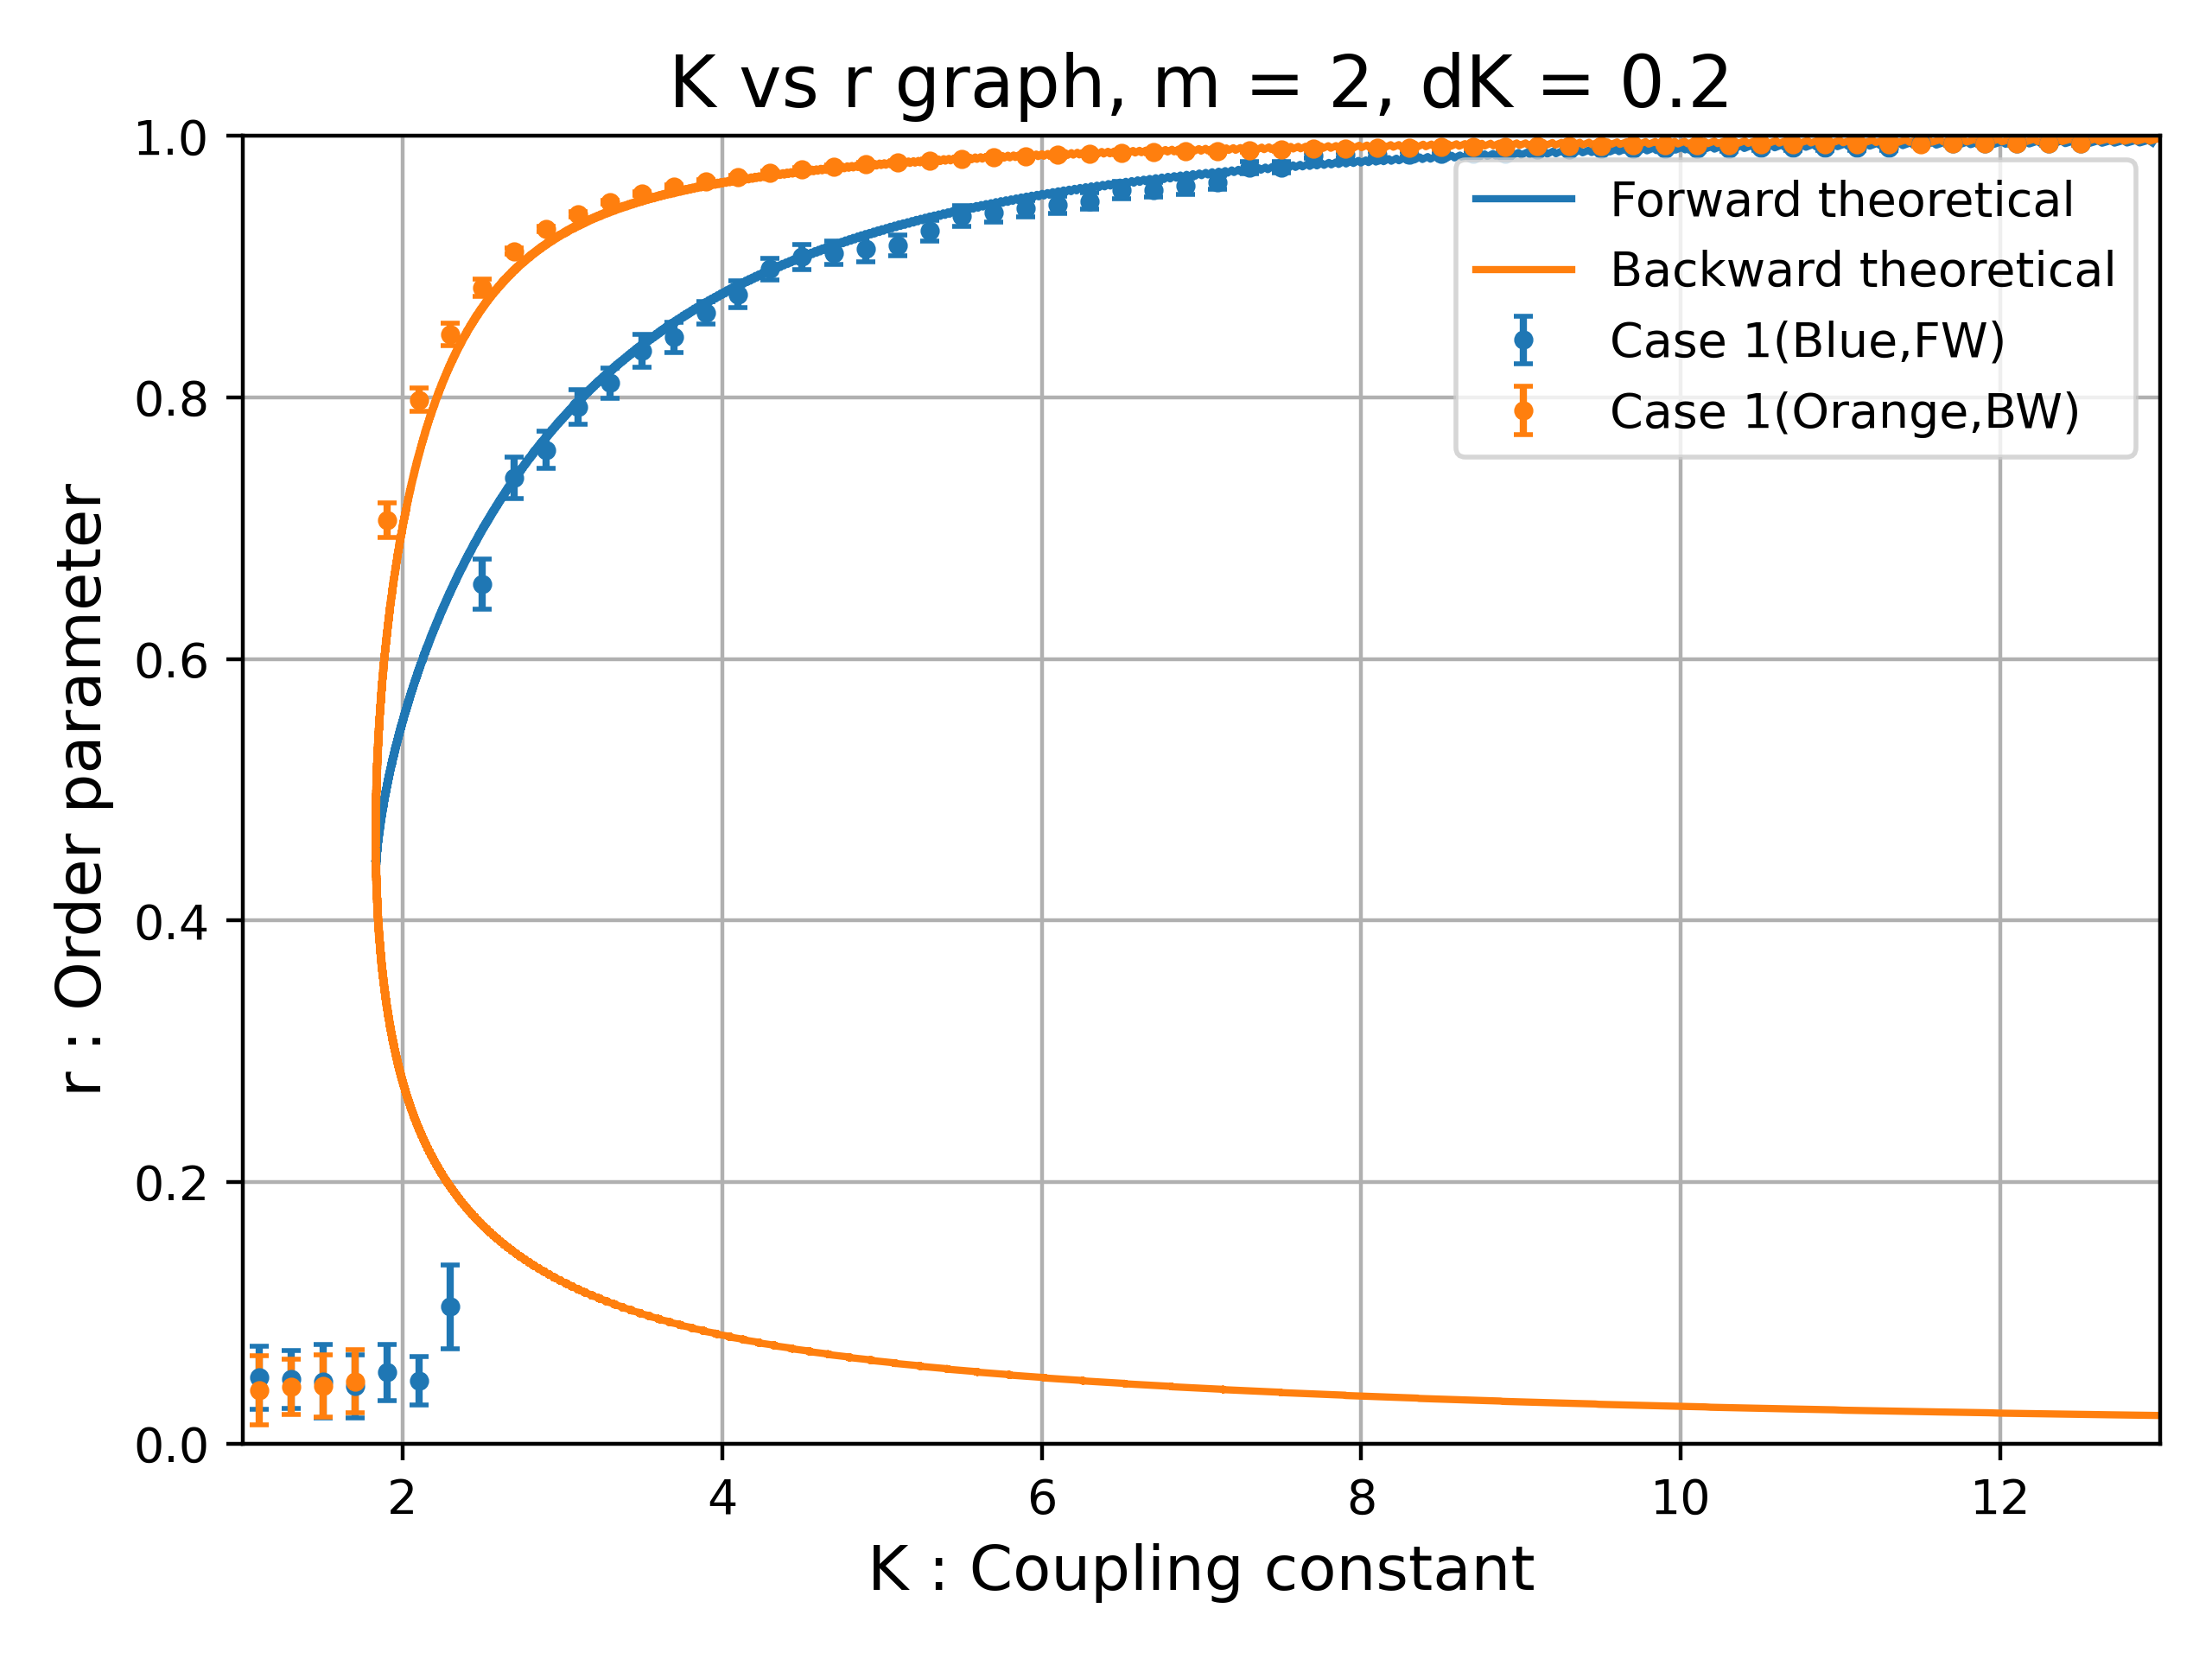 K vs r graph, m = 2, dK = 0.2
1.0
0.8
0.6
0.4
0.2
0.0
r : Order parameter
Forward theoretical
Backward theoretical
Case 1(Blue,FW)
Case 1(Orange,BW)
2 4 6 8 10 12
K : Coupling constant